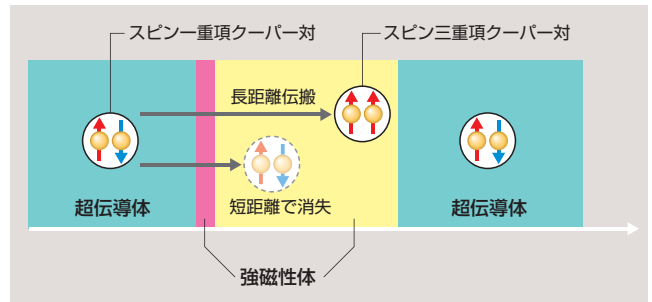 スピン一重項クーパー対
スピン三重項クーパー対
長距離伝搬
短距離で消失
超伝導体
超伝導体
強磁性体